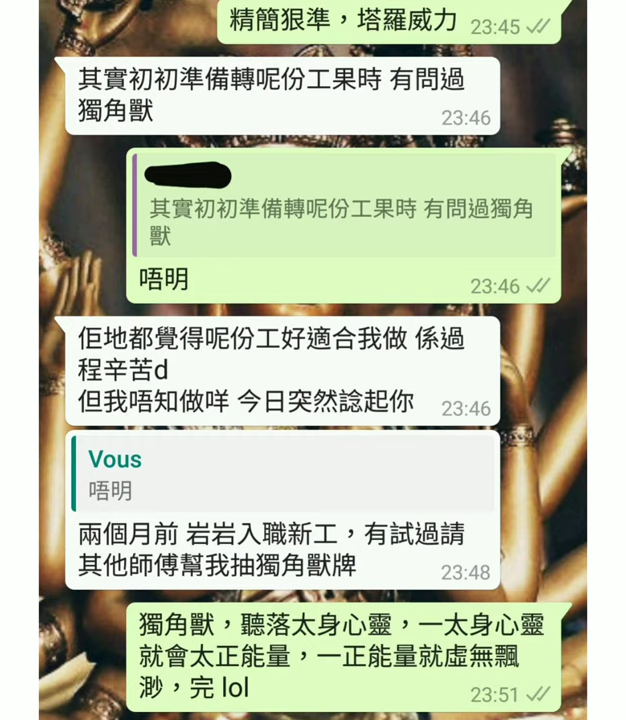 精簡狠準，塔羅威力 23:45
其實初初準備轉呢份工果時 有問過
獨角獸
23:46
其實初初準備轉呢份工果時 有問過獨角
獸
唔明 23:46
佢地都覺得呢份工好適合我做 係過
程辛苦d
但我唔知做咩 今日突然諗起你 23:46
Vous
唔明
兩個月前 岩岩入職新工，有試過請
其他師傅幫我抽獨角獸牌 23:48
獨角獸，聽落太身心靈，一太身心靈
就會太正能量，一正能量就虛無飄
渺，完 lol 23:51